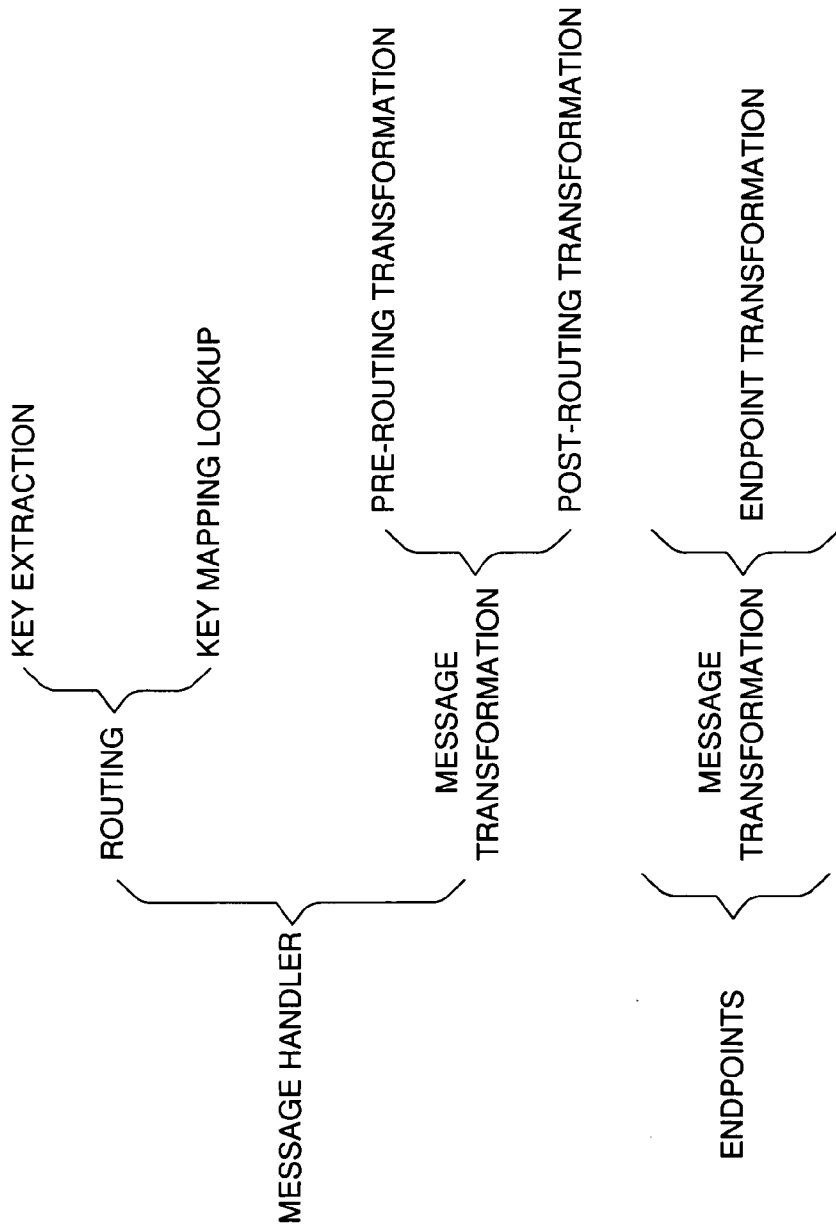 MESSAGE HANDLER
ROUTING
KEY EXTRACTION
KEY MAPPING LOOKUP
MESSAGE
TRANSFORMATION
PRE-ROUTING TRANSFORMATION
POST-ROUTING TRANSFORMATION
ENDPOINTS
MESSAGE
TRANSFORMATION
ENDPOINT TRANSFORMATION